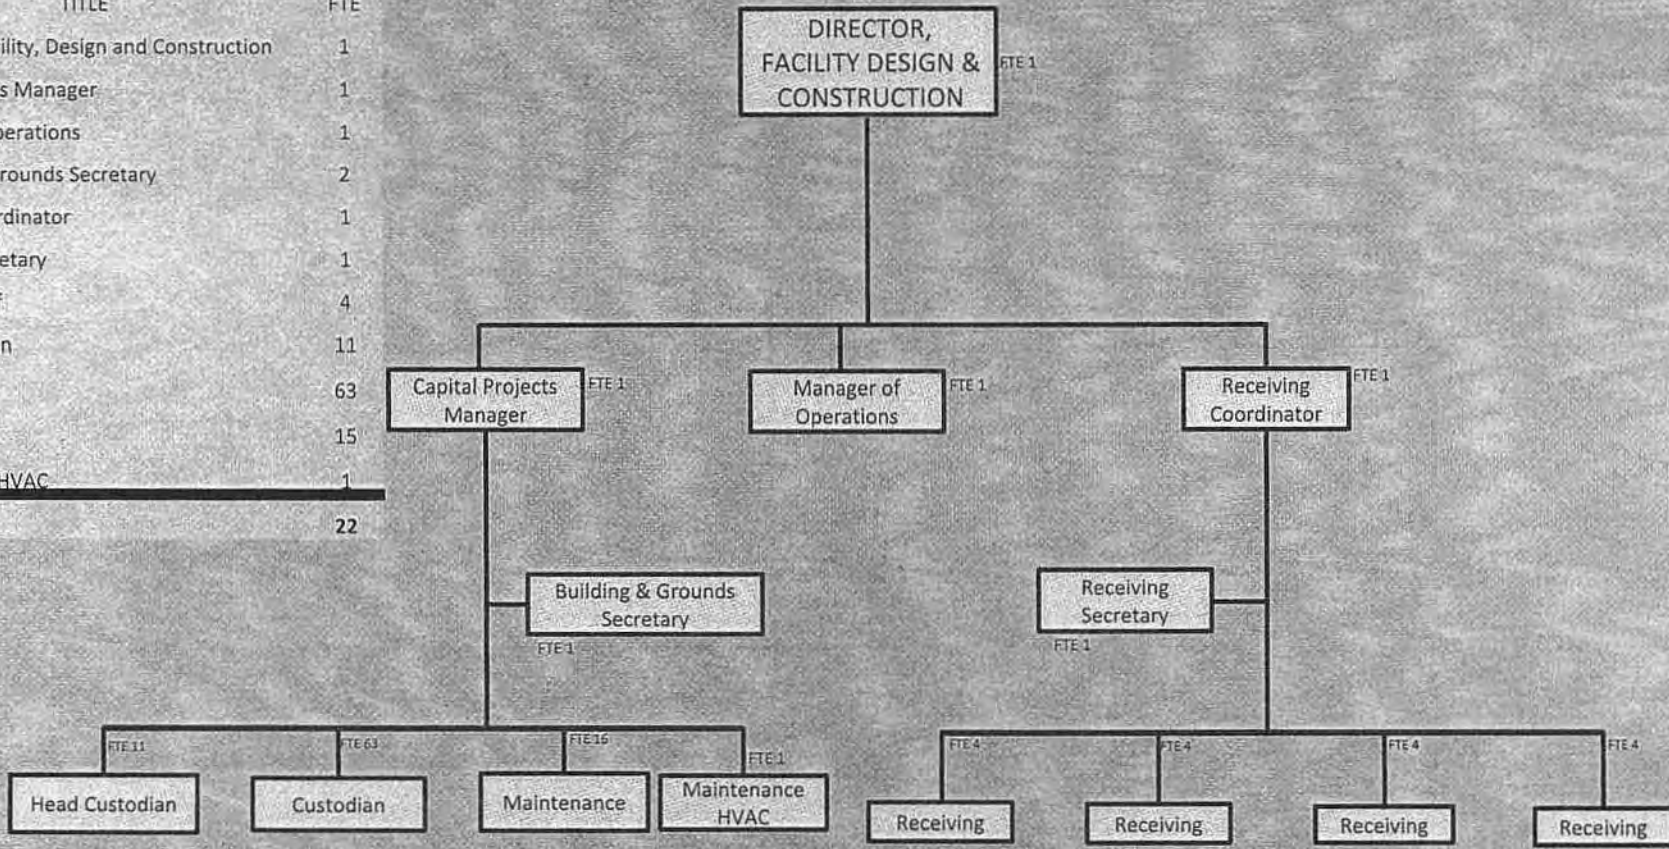 TITLE FTE
ility, Design and Construction 1
s Manager 1
perations 1
rounds Secretary 2
rdinator 1
etary 1
4
n 11
63
15
HVAC 1
22
DIRECTOR,
FACILITY DESIGN &
CONSTRUCTION
FTE 1
Capital Projects
Manager
FTE 1
Manager of
Operations
FTE 1
Receiving
Coordinator
FTE 1
Building & Grounds
Secretary
FTE 1
Receiving
Secretary
FTE 1
FTE 11
Head Custodian
FTE 63
Custodian
Maintenance
FTE 1
Maintenance
HVAC
FTE 4
Receiving
FTE 4
Receiving
FTE 4
Receiving
FTE 4
Receiving